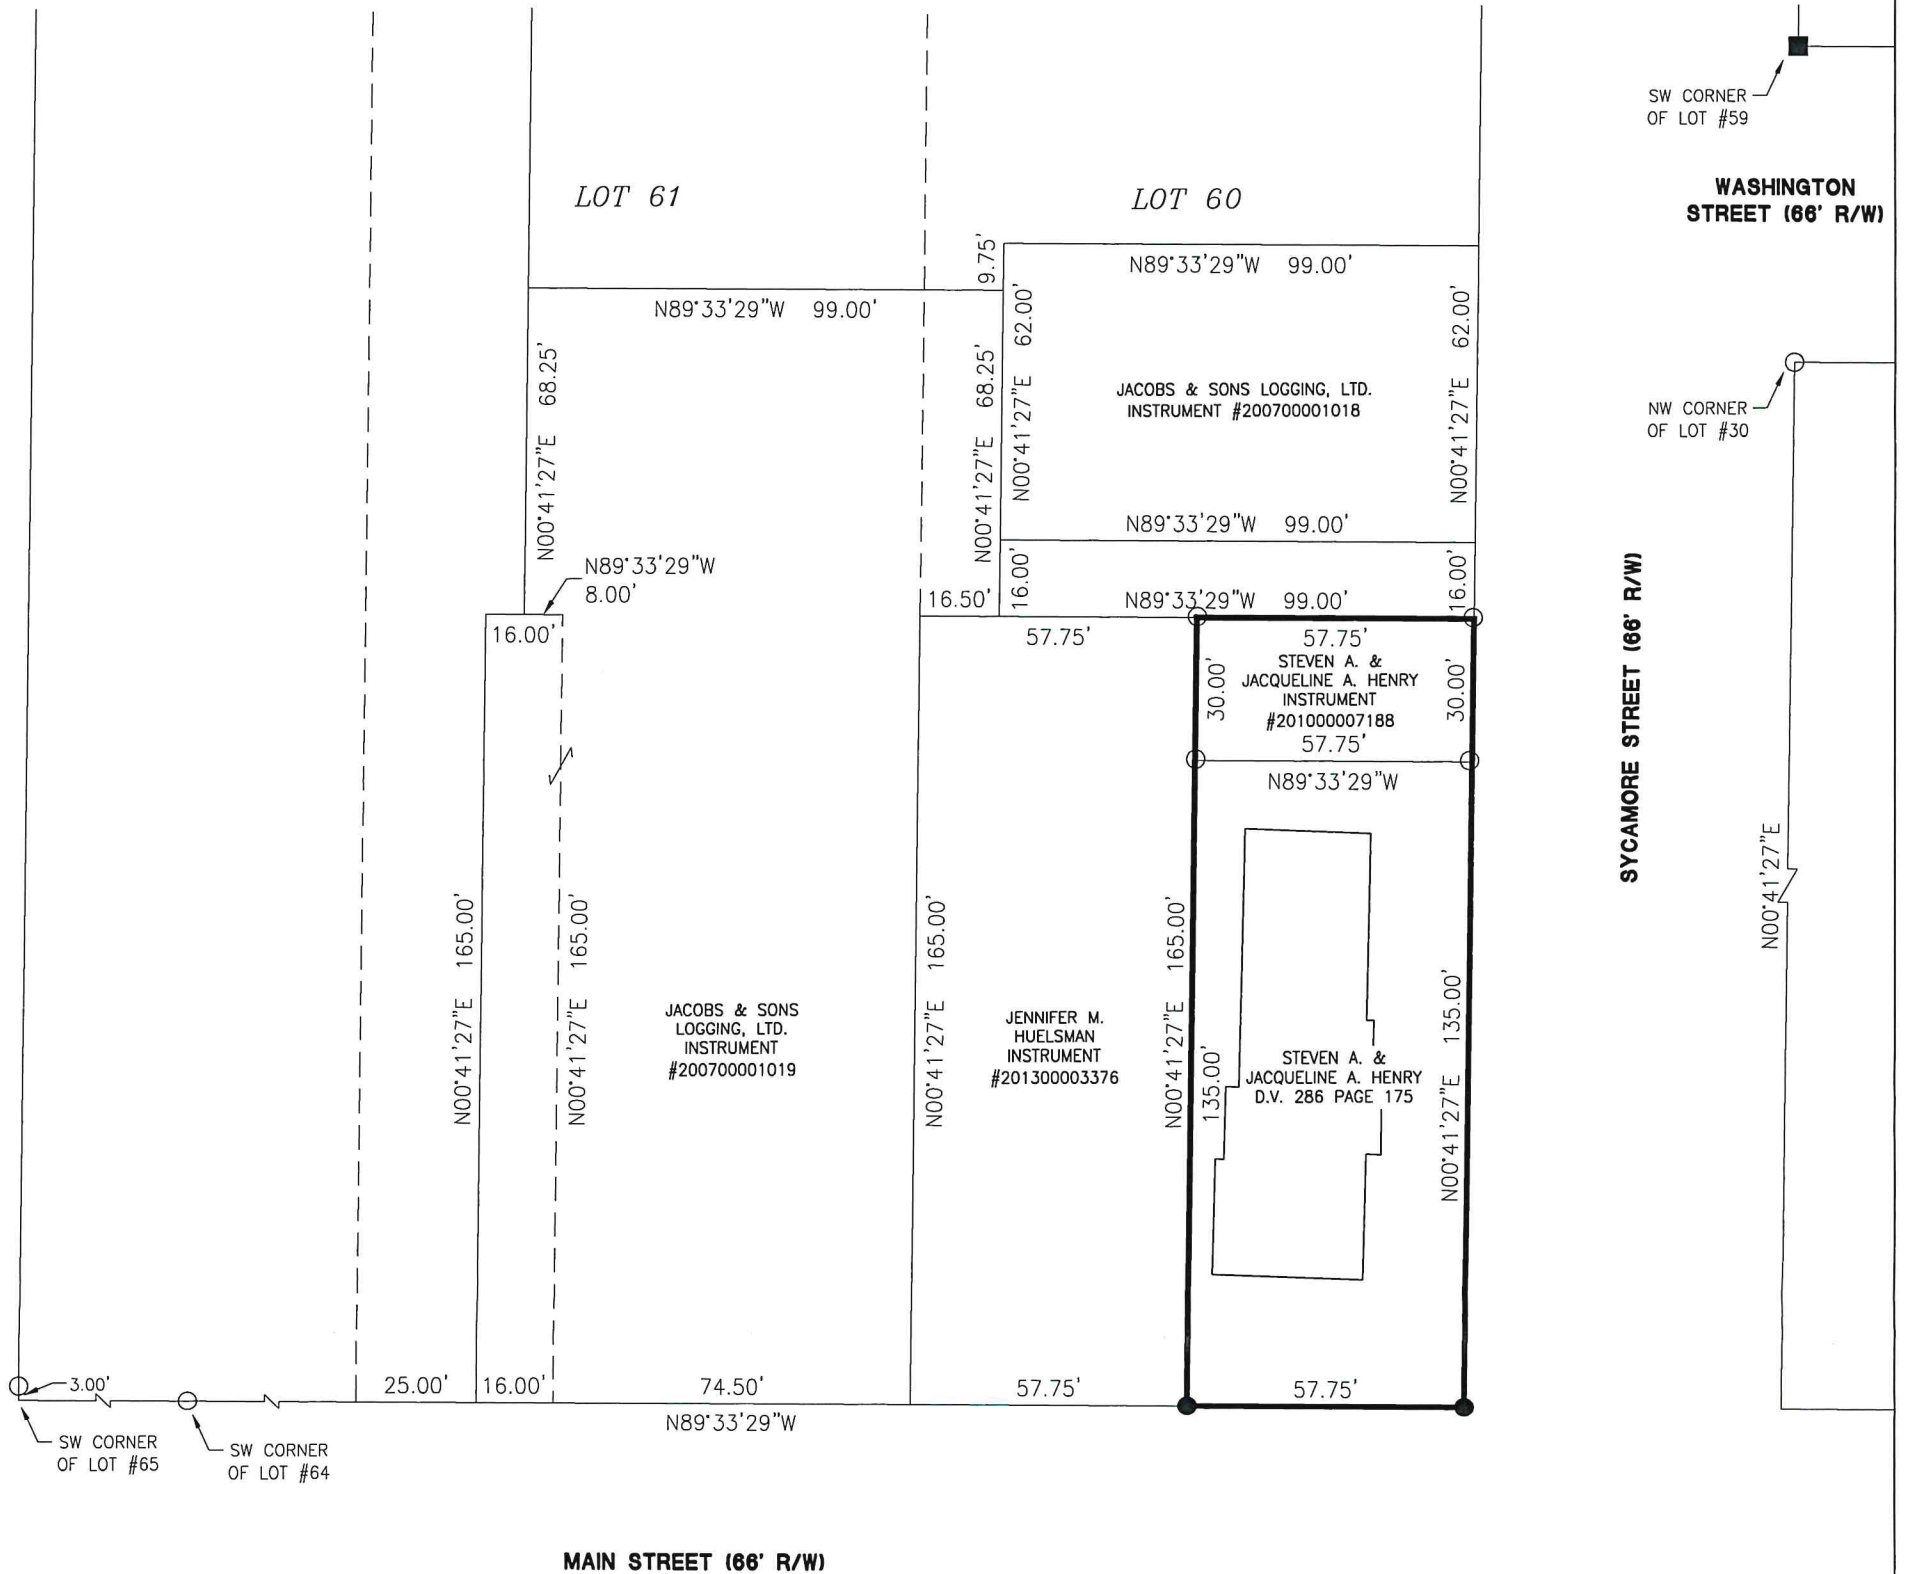 SW CORNER
OF LOT #59
WASHINGTON
STREET (66' R/W)
LOT 61
LOT 60
9.75'
N89°33'29"W 99.00'
N89°33'29"W 99.00'
N00°41'27"E 68.25'
N00°41'27"E 68.25'
N00°41'27"E 62.00'
N00°41'27"E 62.00'
JACOBS & SONS LOGGING, LTD.
INSTRUMENT #200700001018
NW CORNER
OF LOT #30
N89°33'29"W 99.00'
N89°33'29"W
8.00'
16.00'
16.50'
16.00'
N89°33'29"W 99.00'
16.00'
57.75'
57.75'
STEVEN A. &
JACQUELINE A. HENRY
INSTRUMENT
#201000007188
57.75'
30.00'
30.00'
N89°33'29"W
SYCAMORE STREET (66' R/W)
N00°41'27"E
N00°41'27"E 165.00'
N00°41'27"E 165.00'
JACOBS & SONS
LOGGING, LTD.
INSTRUMENT
#200700001019
N00°41'27"E 165.00'
JENNIFER M.
HUELSMAN
INSTRUMENT
#201300003376
N00°41'27"E 165.00'
135.00'
STEVEN A. &
JACQUELINE A. HENRY
D.V. 286 PAGE 175
N00°41'27"E 135.00'
3.00'
25.00'
16.00'
74.50'
57.75'
57.75'
N89°33'29"W
SW CORNER
OF LOT #65
SW CORNER
OF LOT #64
MAIN STREET (66' R/W)